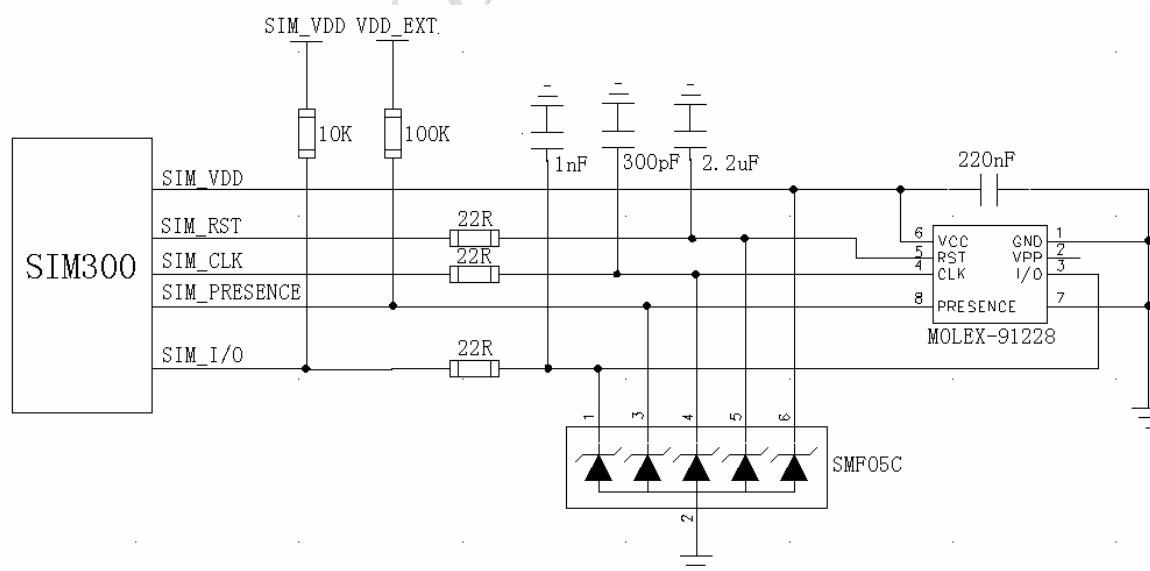 SIM_VDD VDD_EXT.
10K
100K
1nF
300pF
2.2uF
220nF
SIM300
SIM_VDD
SIM_RST
22R
SIM_CLK
22R
SIM_PRESENCE
SIM_I/O
22R
6 VCC GND 1
5 RST VPP 2
4 CLK I/O 3
8 PRESENCE 7
MOLEX-91228
1 3 4 5 6
SMF05C
2